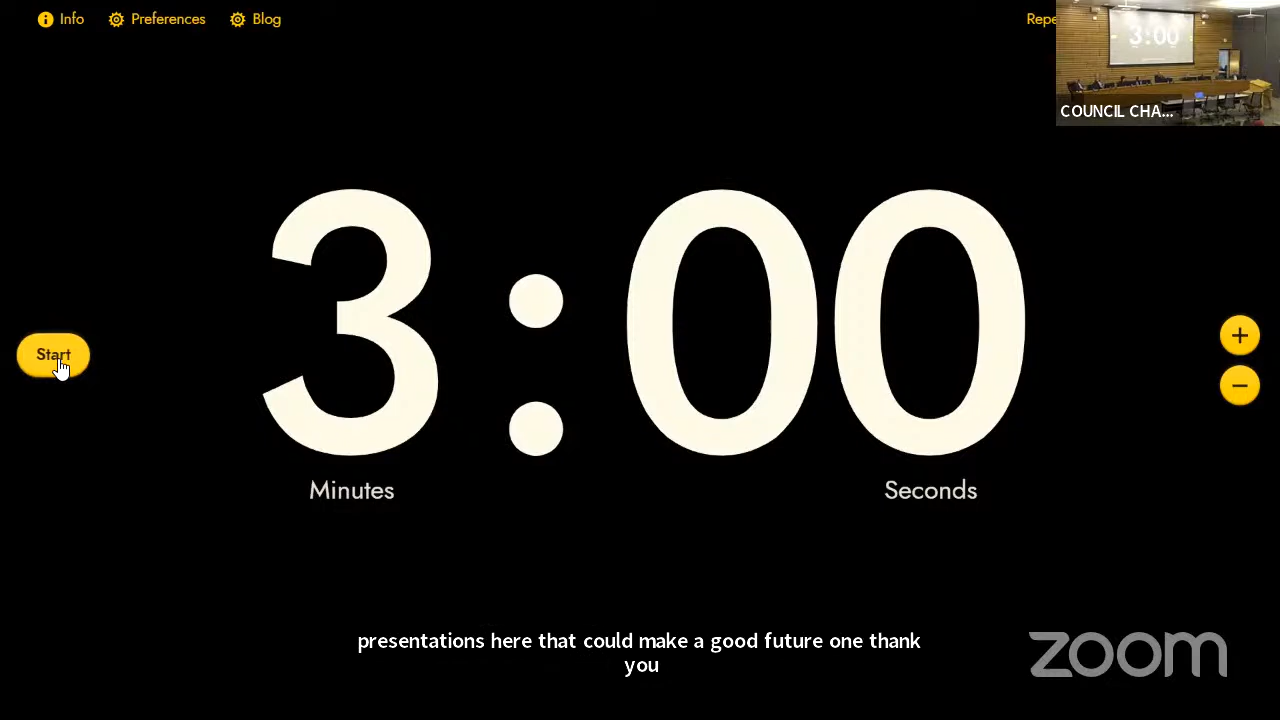 Info
Preferences
Blog
Repe
3:00
COUNCIL CHA...
3:00
Start
+
−
Minutes
Seconds
presentations here that could make a good future one thank
you
zoom